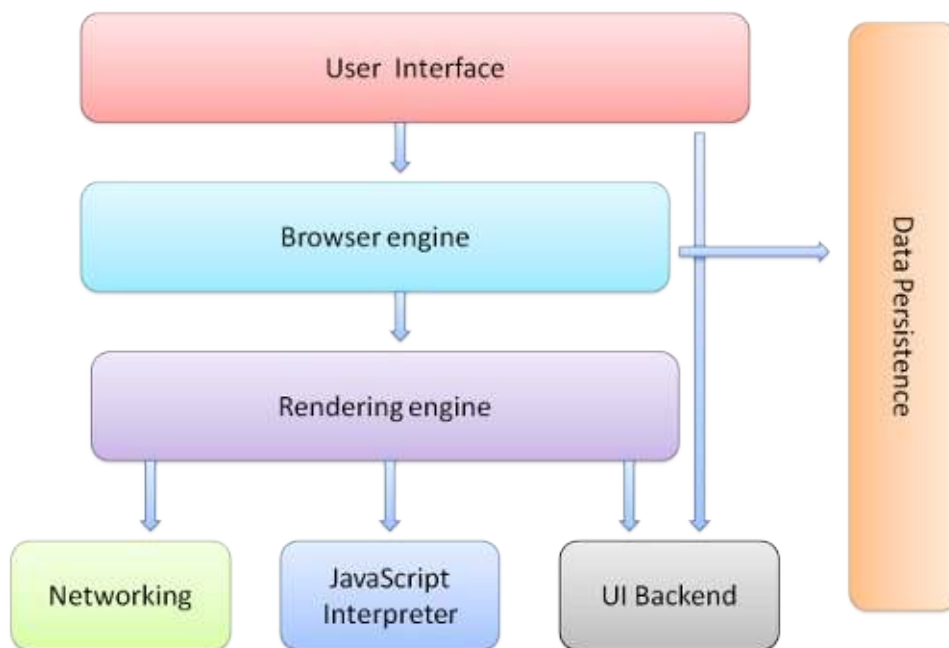 User Interface
Browser engine
Data Persistence
Rendering engine
Networking
JavaScript
Interpreter
UI Backend